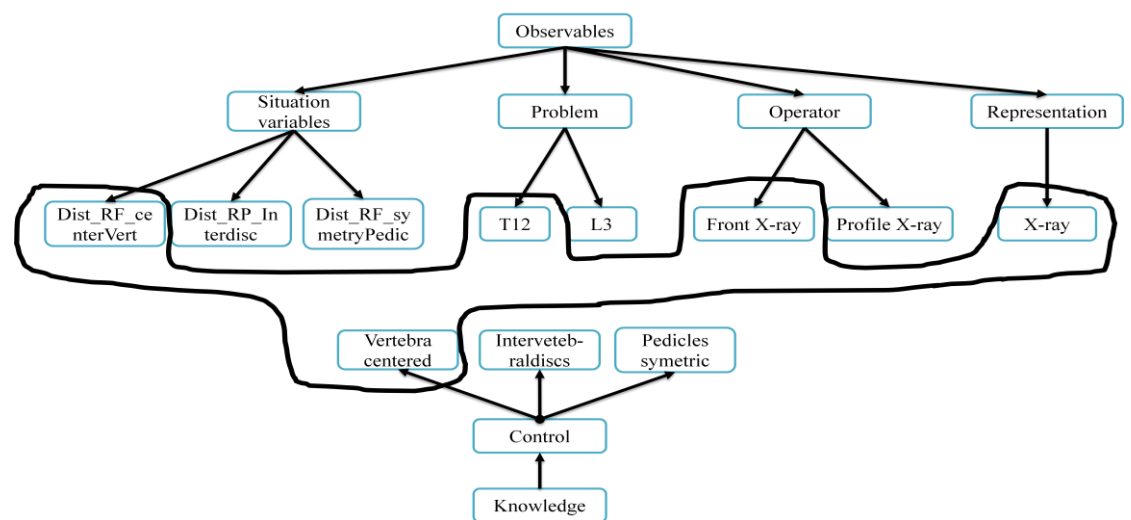 Observables
Situation
variables
Problem
Operator
Representation
Dist_RF_ce
nterVert
Dist_RP_In
terdisc
Dist_RF_sy
metryPedic
T12
L3
Front X-ray
Profile X-ray
X-ray
Vertebra
centered
Interveteb-
raldiscs
Pedicles
symetric
Control
Knowledge